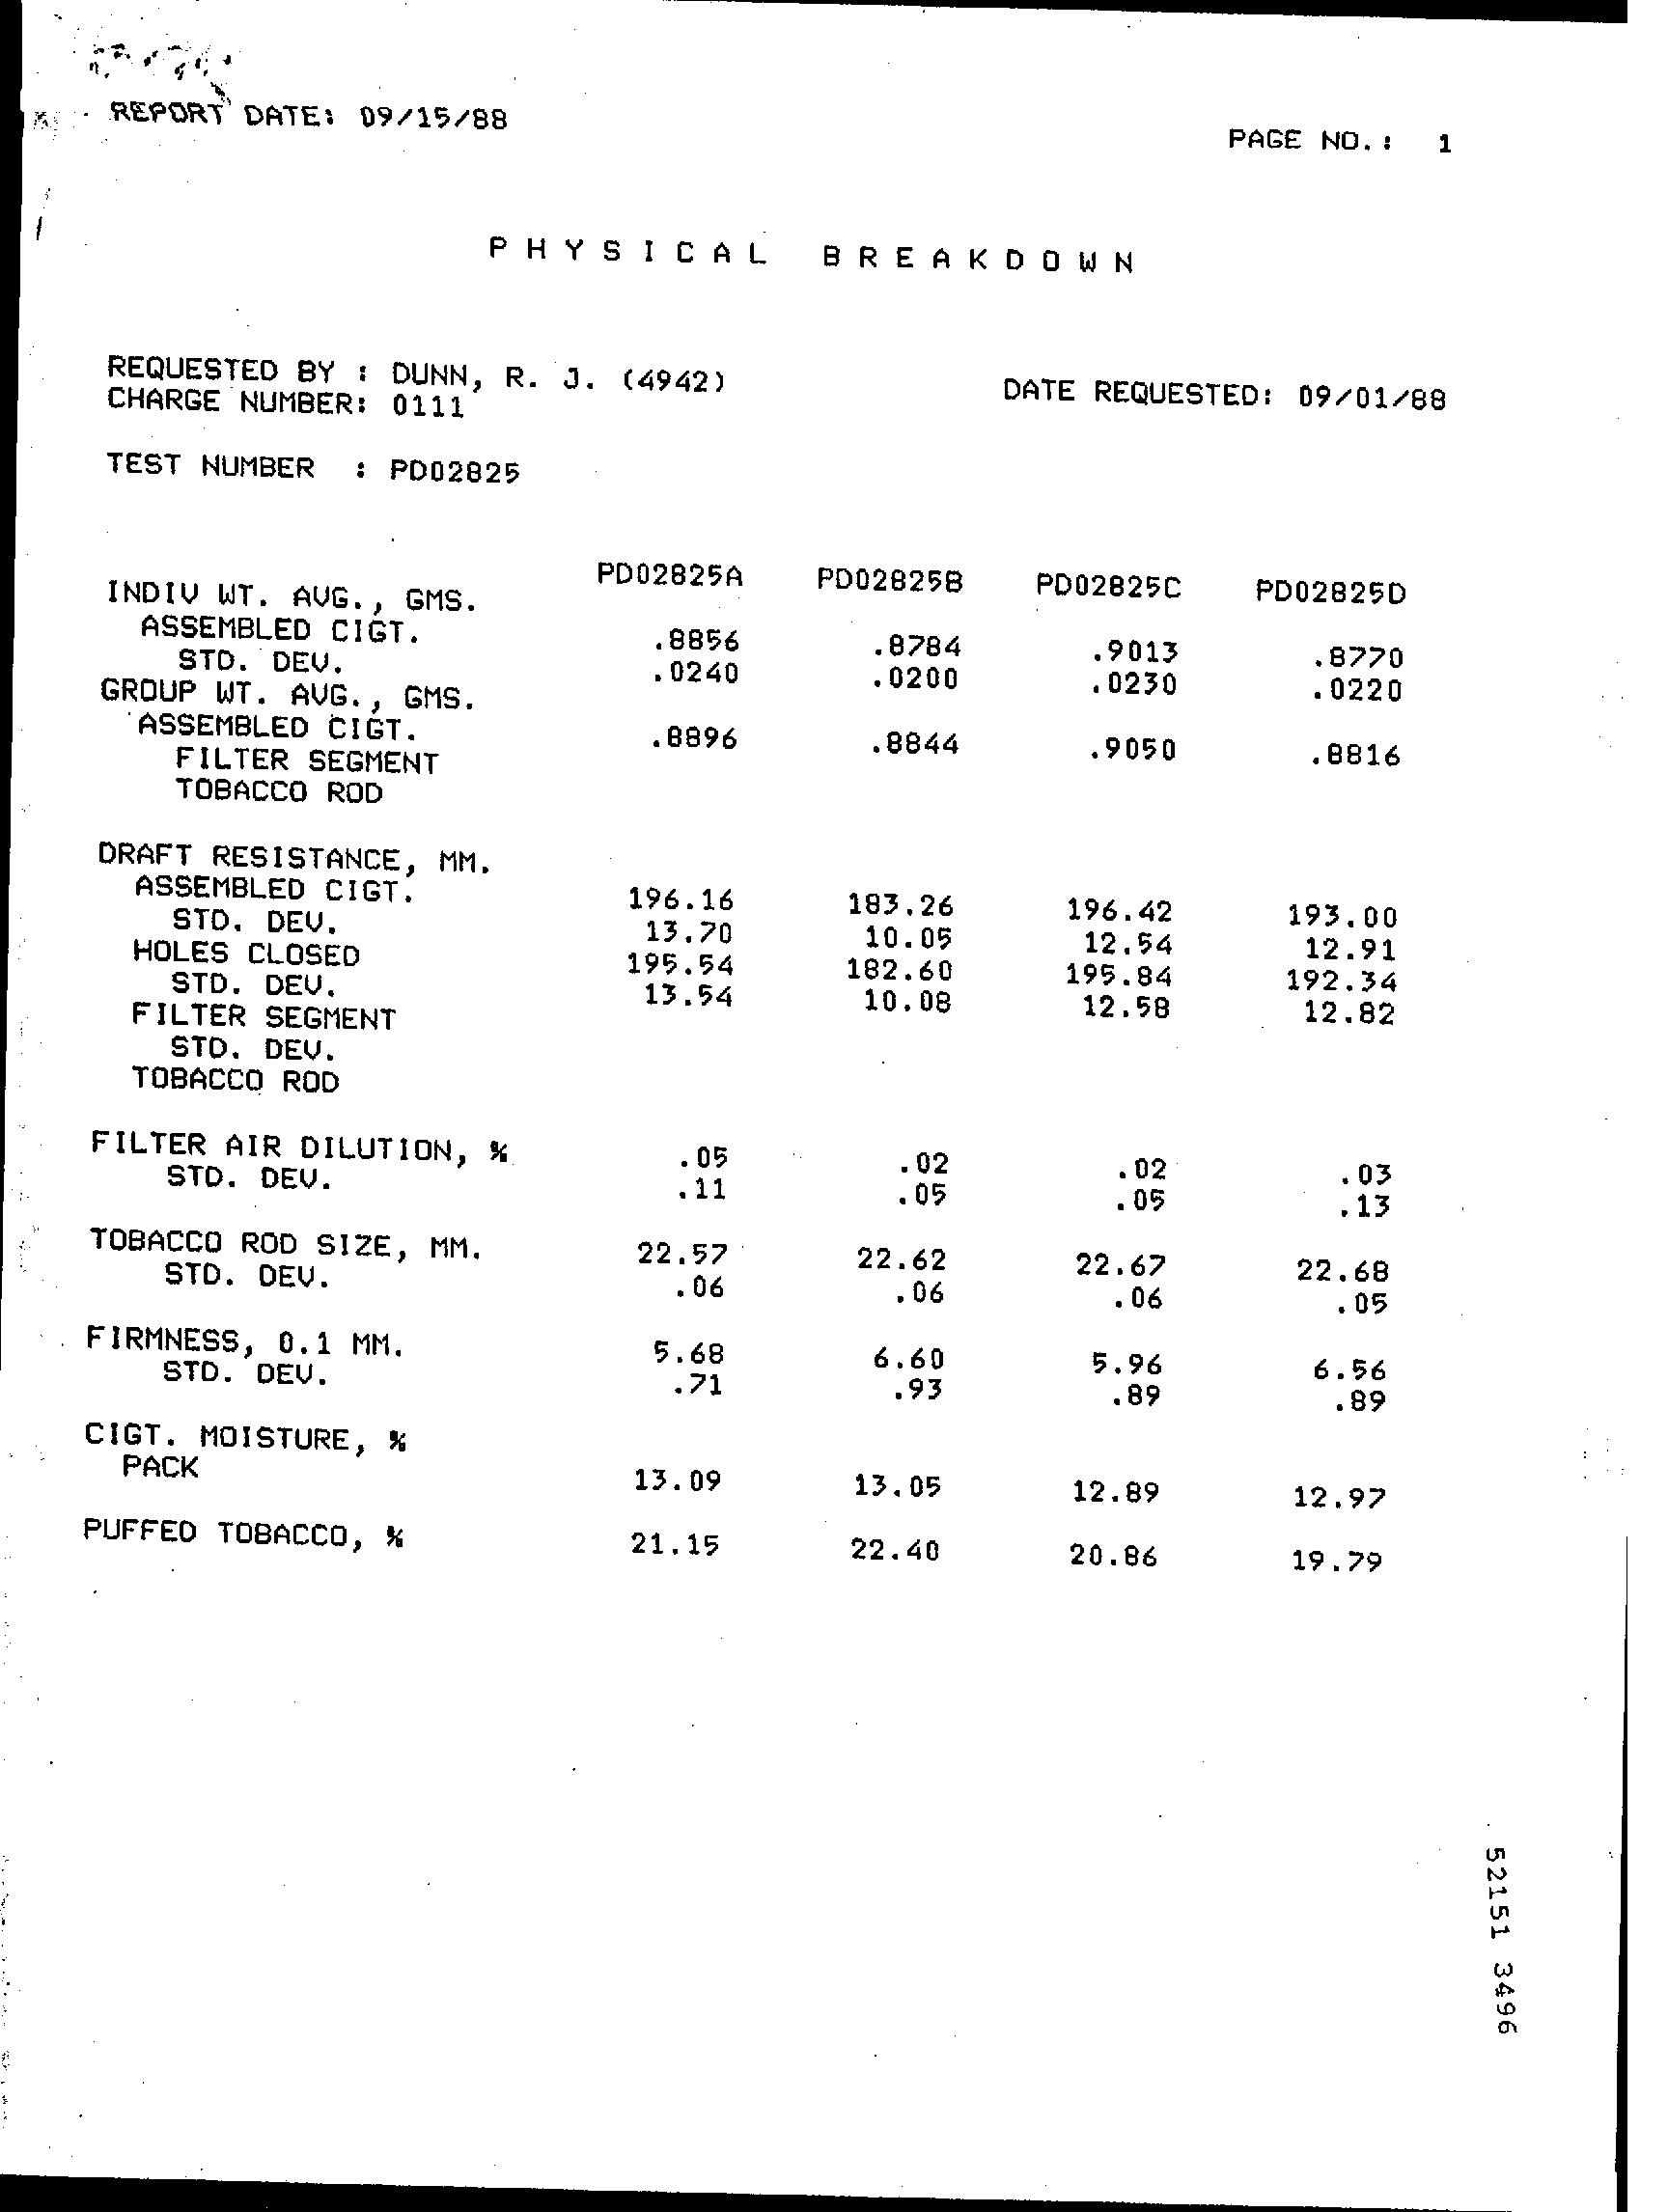 REPORT DATE: 09/15/88
PAGE NO.: 1
PHYSICAL BREAKDOWN
REQUESTED BY : DUNN, R. J. (4942)
DATE REQUESTED: 09/01/88
CHARGE NUMBER: 0111
TEST NUMBER : PD02825
PD02825A PD02825B PD02825C PD02825D
INDIV WT. AVG., GMS.
ASSEMBLED CIGT. .8856 .8784 .9013 .8770
STD. DEV. .0240 .0200 .0230 .0220
GROUP WT. AVG., GMS.
ASSEMBLED CIGT. .8896 .8844 .9050 .8816
FILTER SEGMENT
TOBACCO ROD
DRAFT RESISTANCE, MM.
ASSEMBLED CIGT. 196.16 183.26 196.42 193.00
STD. DEV. 13.70 10.05 12.54 12.91
HOLES CLOSED 195.54 182.60 195.84 192.34
STD. DEV. 13.54 10.08 12.58 12.82
FILTER SEGMENT
STD. DEV.
TOBACCO ROD
FILTER AIR DILUTION, % .05 .02 .02 .03
STD. DEV. .11 .05 .05 .13
TOBACCO ROD SIZE, MM. 22.57 22.62 22.67 22.68
STD. DEV. .06 .06 .06 .05
FIRMNESS, 0.1 MM. 5.68 6.60 5.96 6.56
STD. DEV. .71 .93 .89 .89
CIGT. MOISTURE, %
PACK 13.09 13.05 12.89 12.97
PUFFED TOBACCO, % 21.15 22.40 20.86 19.79
52151 3496